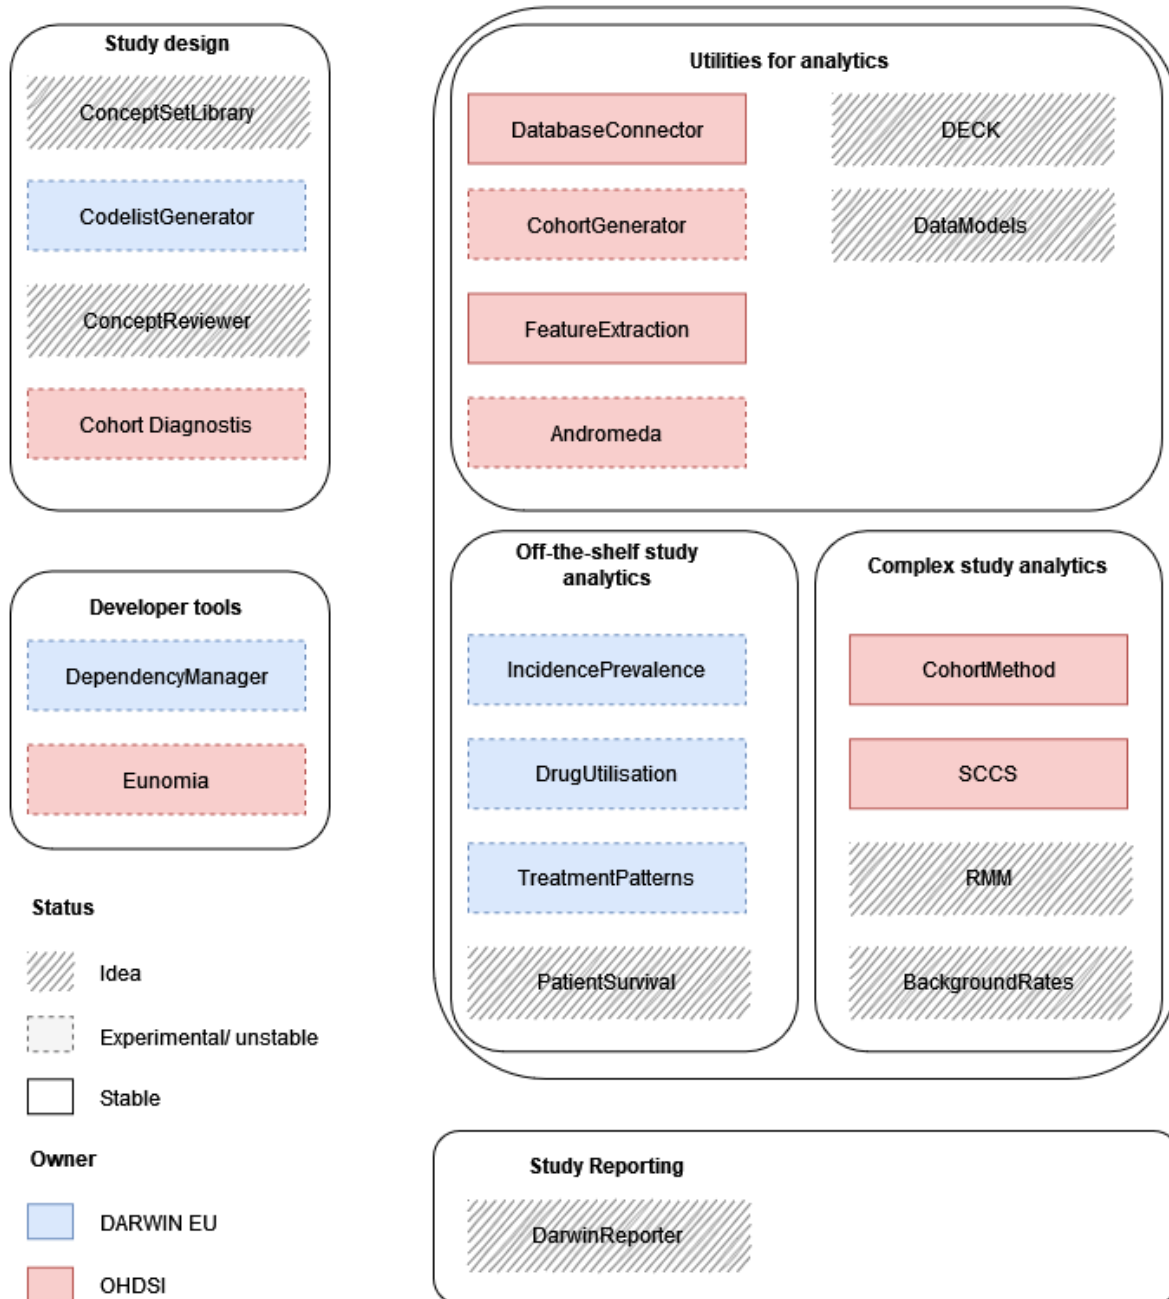 Study design
ConceptSetLibrary
CodelistGenerator
ConceptReviewer
Cohort Diagnostis
Developer tools
DependencyManager
Eunomia
Status
Idea
Experimental/ unstable
Stable
Owner
DARWIN EU
OHDSI
Utilities for analytics
DatabaseConnector
DECK
CohortGenerator
DataModels
FeatureExtraction
Andromeda
Off-the-shelf study
analytics
IncidencePrevalence
DrugUtilisation
TreatmentPatterns
PatientSurvival
Complex study analytics
CohortMethod
SCCS
RMM
BackgroundRates
Study Reporting
DarwinReporter